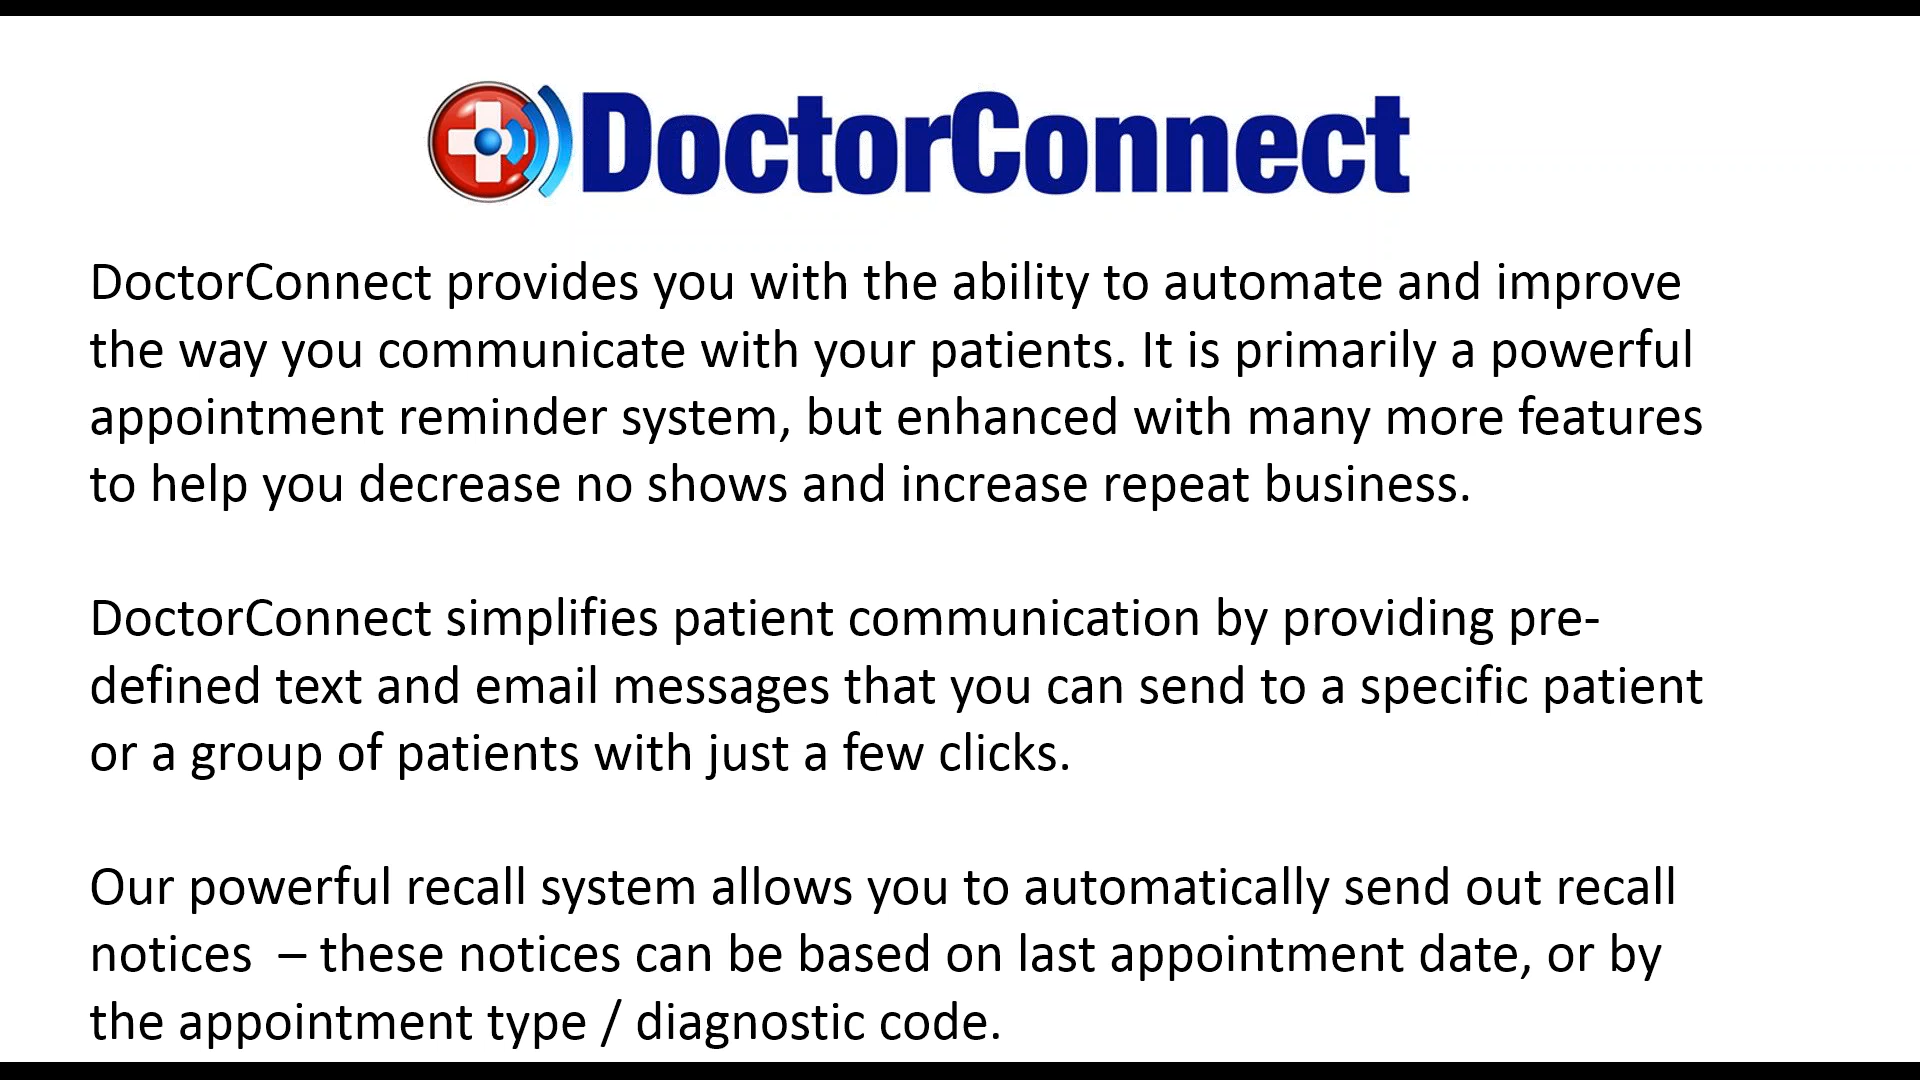 DoctorConnect
DoctorConnect provides you with the ability to automate and improve
the way you communicate with your patients. It is primarily a powerful
appointment reminder system, but enhanced with many more features
to help you decrease no shows and increase repeat business.
DoctorConnect simplifies patient communication by providing pre-
defined text and email messages that you can send to a specific patient
or a group of patients with just a few clicks.
Our powerful recall system allows you to automatically send out recall
notices  – these notices can be based on last appointment date, or by
the appointment type / diagnostic code.